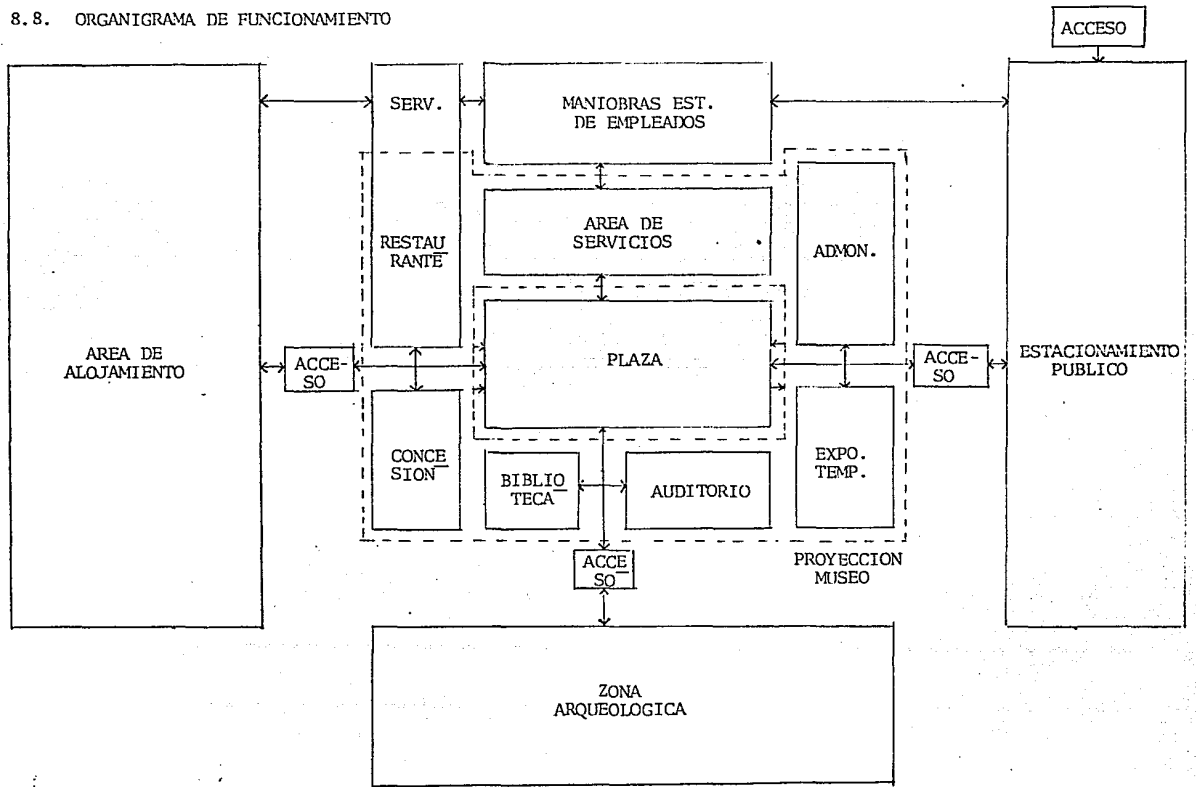 8.8. ORGANIGRAMA DE FUNCIONAMIENTO
ACCESO
SERV.
MANIOBRAS EST.
DE EMPLEADOS
RESTAU
RANTE
AREA DE
SERVICIOS
ADMON.
AREA DE
ALOJAMIENTO
ACCE-
SO
PLAZA
ACCE-
SO
ESTACIONAMIENTO
PUBLICO
CONCE
SION
BIBLIO
TECA
AUDITORIO
EXPO.
TEMP.
ACCE
SO
PROYECCION
MUSEO
ZONA
ARQUEOLOGICA